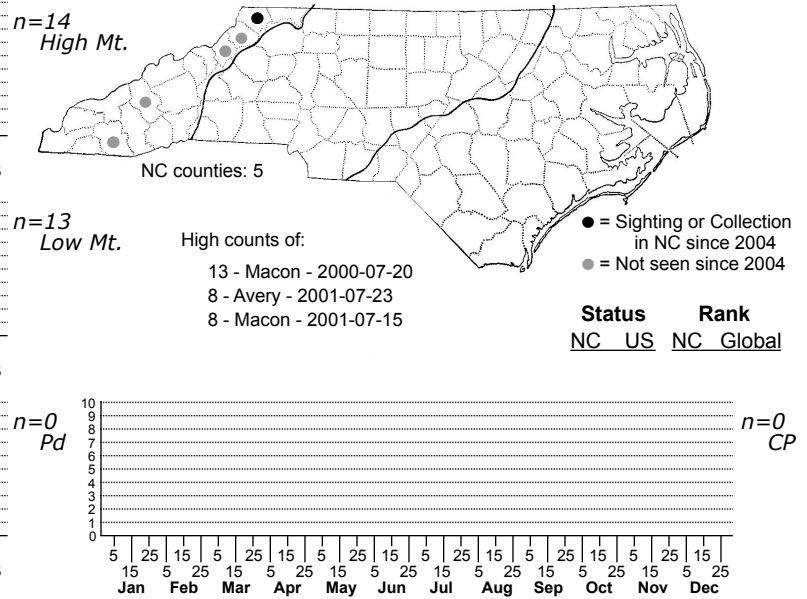 n=14
High Mt.
NC counties: 5
n=13
Low Mt.
High counts of:
13 - Macon - 2000-07-20
8 - Avery - 2001-07-23
8 - Macon - 2001-07-15
= Sighting or Collection
in NC since 2004
= Not seen since 2004
Status Rank
NC US NC Global
n=0
Pd
10
9
8
7
6
5
4
3
2
1
0
n=0
CP
5 25 15 5 25 15 5 25 15 5 25 15 5 25 15 5 25 15
15 5 25 15 5 25 15 5 25 15 5 25 15 5 25 15 5 25
Jan Feb Mar Apr May Jun Jul Aug Sep Oct Nov Dec